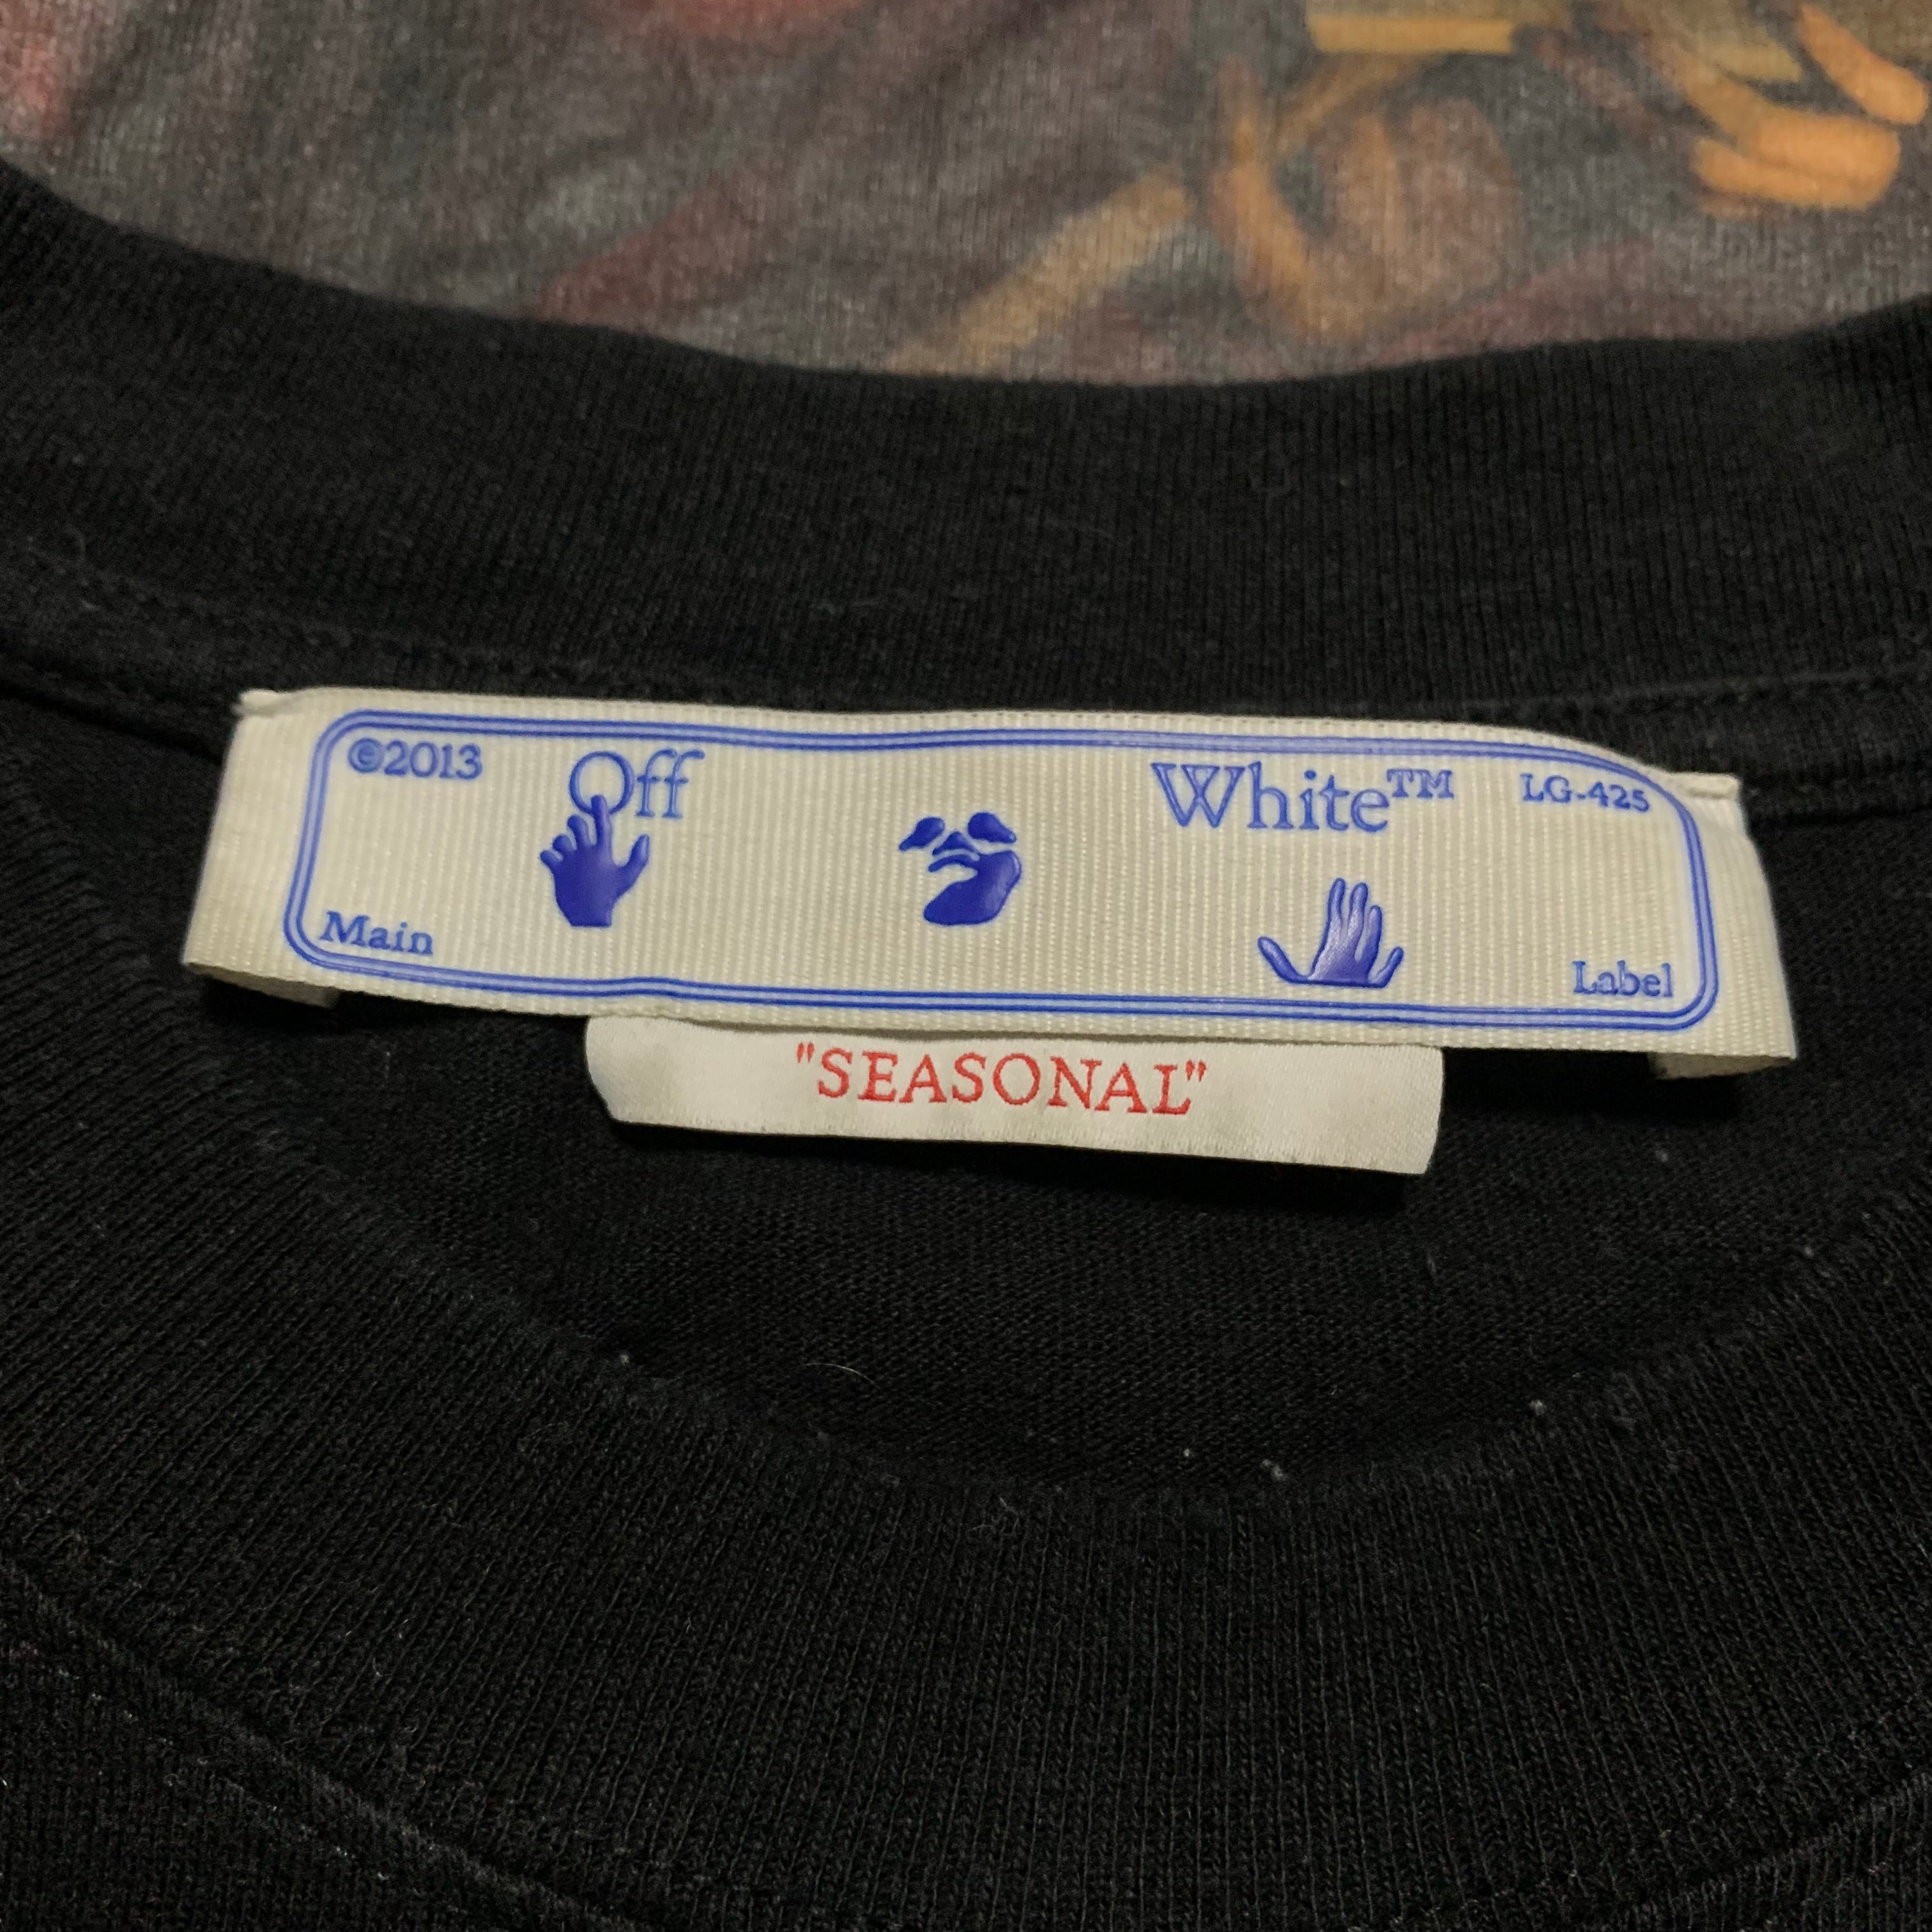 ©2013 Off White™ LG-425
Main Label
"SEASONAL"